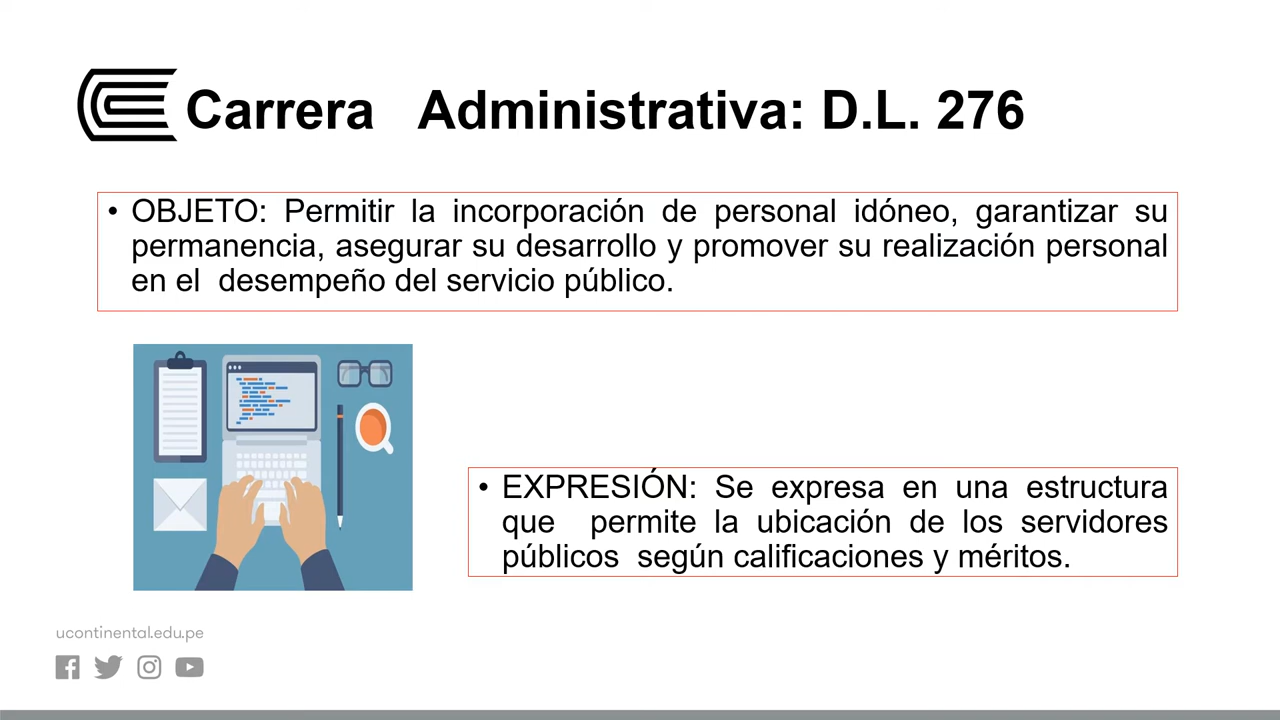 Carrera Administrativa: D.L. 276
• OBJETO: Permitir la incorporación de personal idóneo, garantizar su
permanencia, asegurar su desarrollo y promover su realización personal
en el desempeño del servicio público.
• EXPRESIÓN: Se expresa en una estructura
que permite la ubicación de los servidores
públicos según calificaciones y méritos.
ucontinental.edu.pe